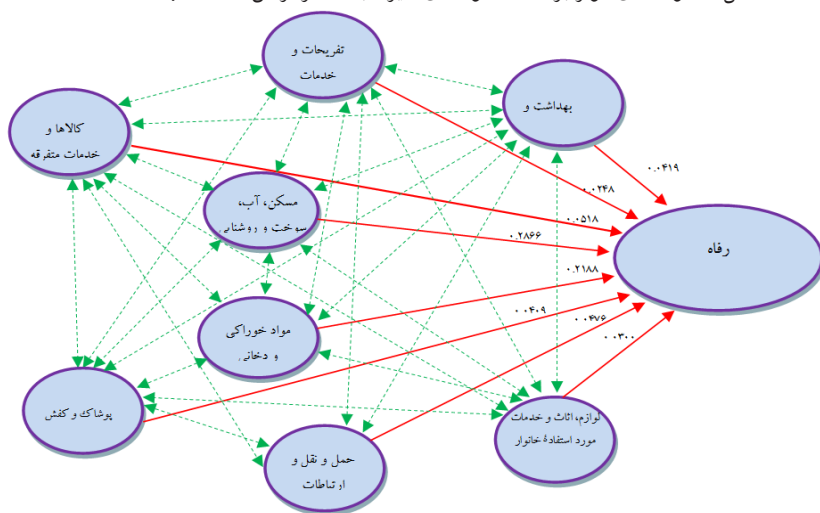 تفریحات و
خدمات
بهداشت و
کالاها و
خدمات متفرقه
۰.۰۴۱۹
۰.۰۲۴۸
مسکن، آب،
سوخت و روشنایی
۰.۰۵۱۸
۰.۲۸۶۶
رفاه
۰.۲۱۸۸
مواد خوراکی
و دخانی
۰.۰۴۰۹
۰.۰۴۷۶
۰.۰۳۰۰
پوشاک و کفش
لوازم، اثاث و خدمات
مورد استفادهٔ خانوار
حمل و نقل و
ارتباطات